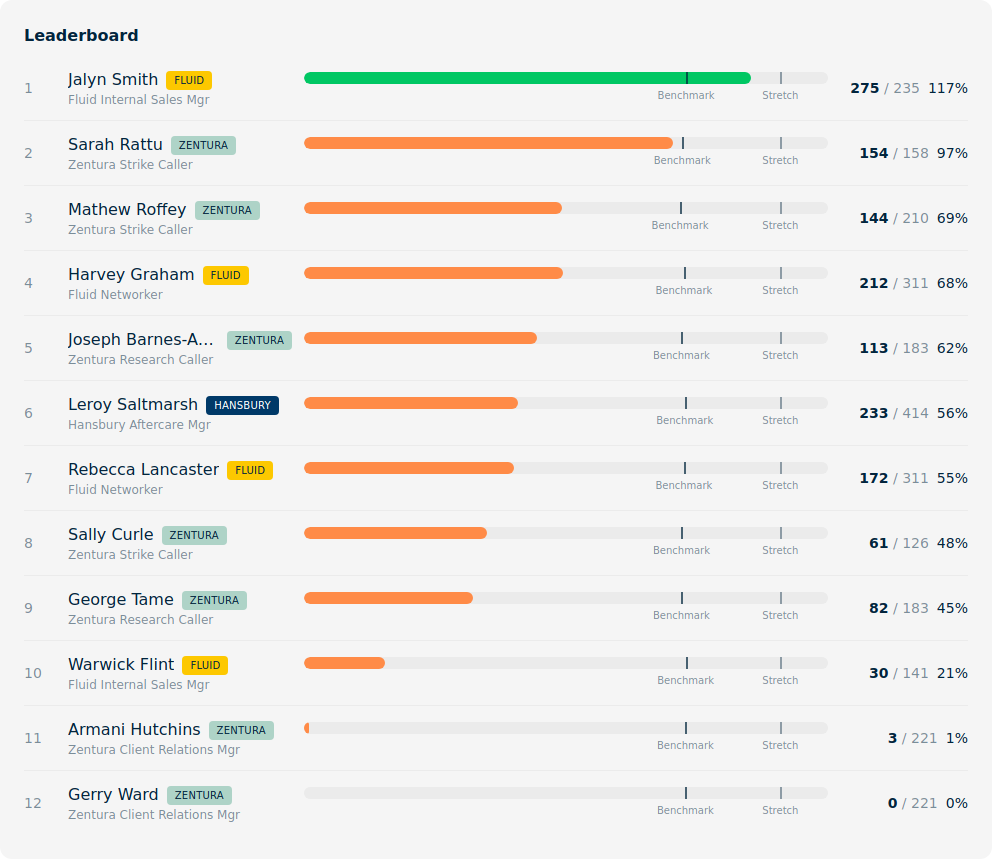 Leaderboard
1 Jalyn Smith FLUID 275 / 235 117%
Fluid Internal Sales Mgr Benchmark Stretch
2 Sarah Rattu ZENTURA 154 / 158 97%
Zentura Strike Caller Benchmark Stretch
3 Mathew Roffey ZENTURA 144 / 210 69%
Zentura Strike Caller Benchmark Stretch
4 Harvey Graham FLUID 212 / 311 68%
Fluid Networker Benchmark Stretch
5 Joseph Barnes-A... ZENTURA 113 / 183 62%
Zentura Research Caller Benchmark Stretch
6 Leroy Saltmarsh HANSBURY 233 / 414 56%
Hansbury Aftercare Mgr Benchmark Stretch
7 Rebecca Lancaster FLUID 172 / 311 55%
Fluid Networker Benchmark Stretch
8 Sally Curle ZENTURA 61 / 126 48%
Zentura Strike Caller Benchmark Stretch
9 George Tame ZENTURA 82 / 183 45%
Zentura Research Caller Benchmark Stretch
10 Warwick Flint FLUID 30 / 141 21%
Fluid Internal Sales Mgr Benchmark Stretch
11 Armani Hutchins ZENTURA 3 / 221 1%
Zentura Client Relations Mgr Benchmark Stretch
12 Gerry Ward ZENTURA 0 / 221 0%
Zentura Client Relations Mgr Benchmark Stretch